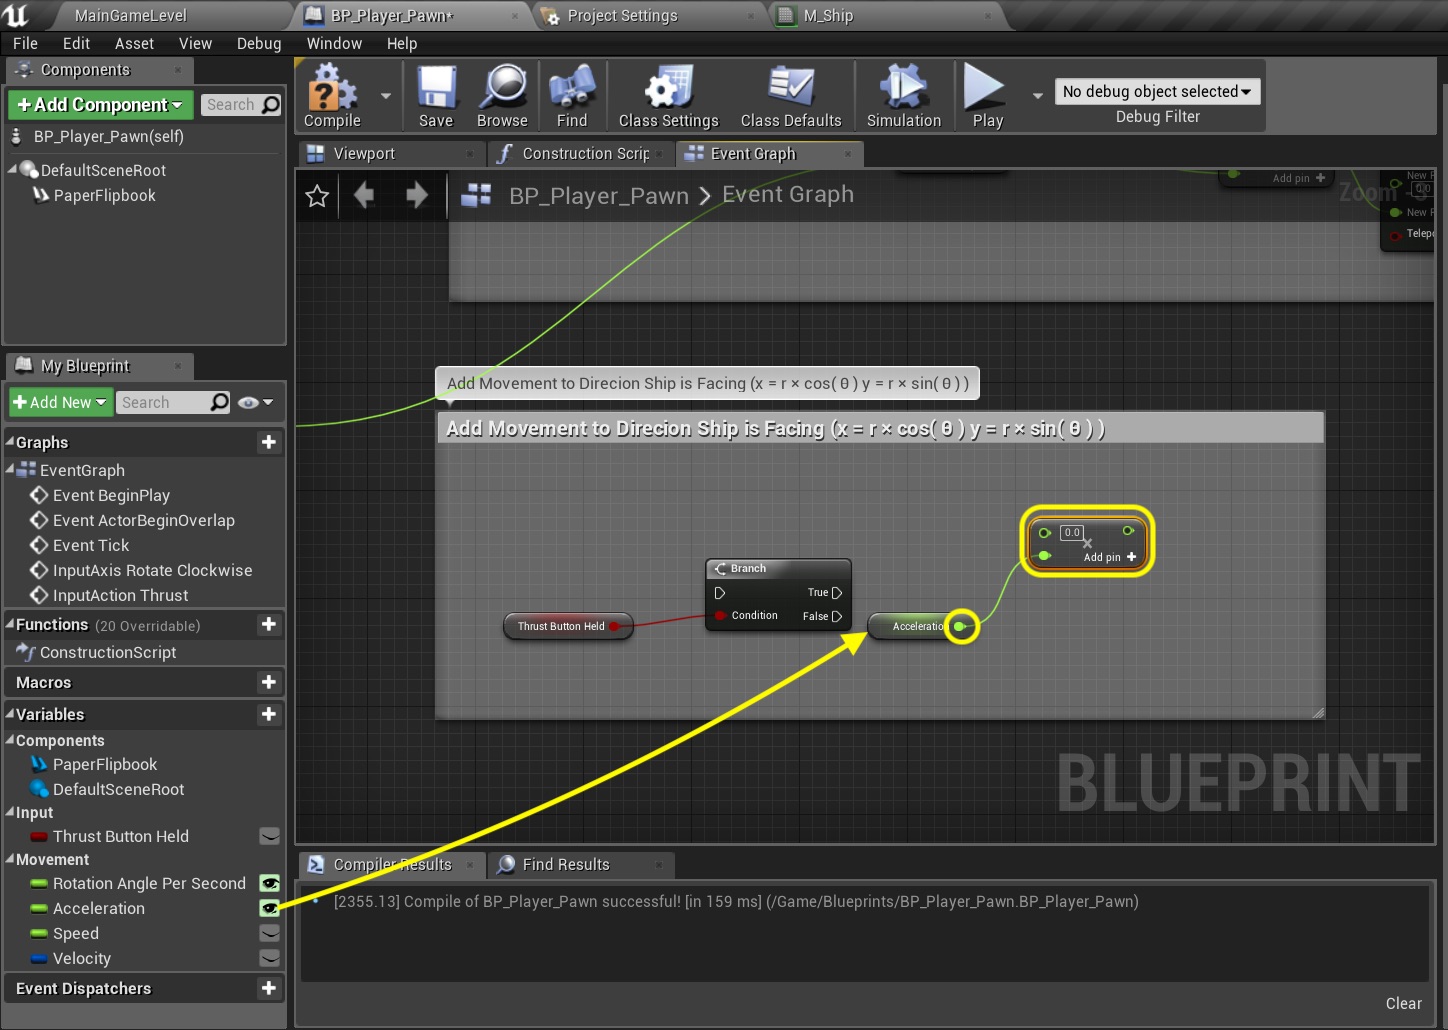 MainGameLevel
BP_Player_Pawn*
Project Settings
M_Ship
File Edit Asset View Debug Window Help
Components
+Add Component
Search
BP_Player_Pawn(self)
DefaultSceneRoot
PaperFlipbook
Compile
Save
Browse
Find
Class Settings
Class Defaults
Simulation
Play
No debug object selected
Debug Filter
Viewport
Construction Scrip
Event Graph
BP_Player_Pawn > Event Graph
Zoom -3
Add pin +
New
0.0
New
Telepo
My Blueprint
+Add New
Search
Graphs
EventGraph
Event BeginPlay
Event ActorBeginOverlap
Event Tick
InputAxis Rotate Clockwise
InputAction Thrust
Functions (20 Overridable)
ConstructionScript
Macros
Variables
Components
PaperFlipbook
DefaultSceneRoot
Input
Thrust Button Held
Movement
Rotation Angle Per Second
Acceleration
Speed
Velocity
Event Dispatchers
Add Movement to Direcion Ship is Facing (x = r × cos( θ ) y = r × sin( θ ) )
Add Movement to Direcion Ship is Facing (x = r × cos( θ ) y = r × sin( θ ) )
0.0
×
Add pin +
Branch
True
Condition
False
Thrust Button Held
Acceleratio
BLUEPRINT
Compiler Results
Find Results
[2355.13] Compile of BP_Player_Pawn successful! [in 159 ms] (/Game/Blueprints/BP_Player_Pawn.BP_Player_Pawn)
Clear